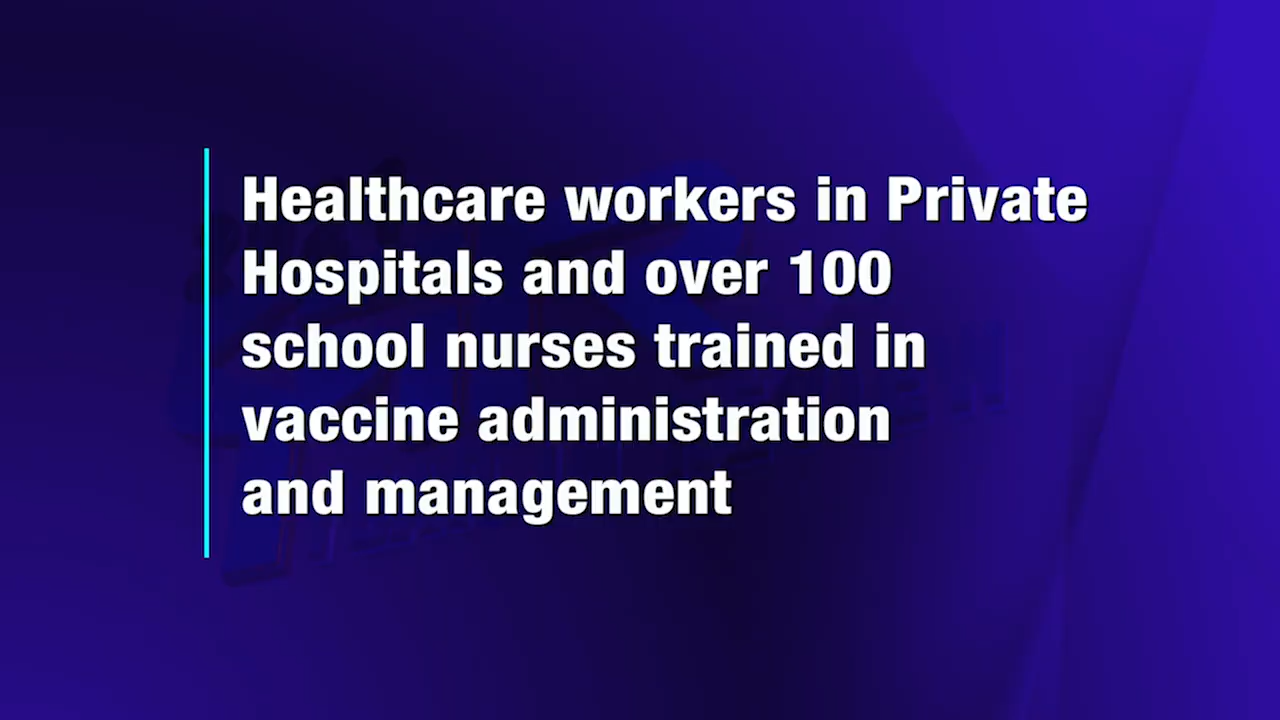 Healthcare workers in Private
Hospitals and over 100
school nurses trained in
vaccine administration
and management